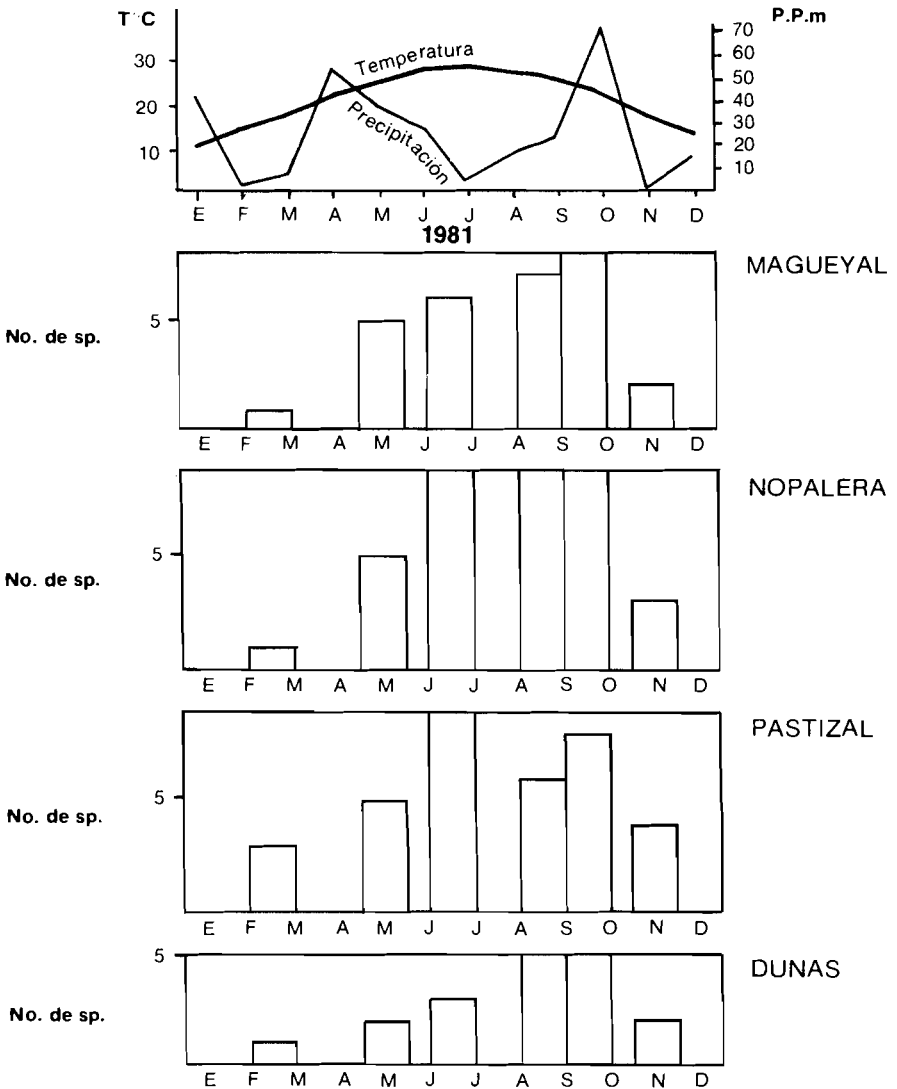 T °C
P.P.m
30
20
10
70
60
50
40
30
20
10
Temperatura
Precipitación
E F M A M J J A S O N D
1981
MAGUEYAL
No. de sp.
5
E F M A M J J A S O N D
NOPALERA
No. de sp.
5
E F M A M J J A S O N D
PASTIZAL
No. de sp.
5
E F M A M J J A S O N D
DUNAS
No. de sp.
5
E F M A M J J A S O N D